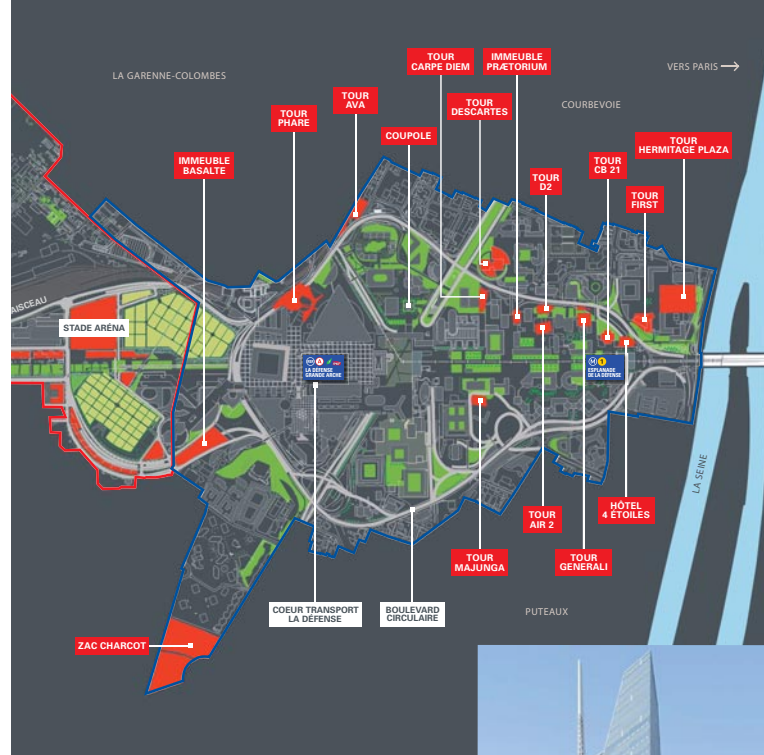 LA GARENNE-COLOMBES
TOUR
CARPE DIEM
IMMEUBLE
PRÆTORIUM
VERS PARIS
TOUR
AVA
TOUR
PHARE
TOUR
DESCARTES
COURBEVOIE
COUPOLE
TOUR
HERMITAGE PLAZA
IMMEUBLE
BASALTE
TOUR
D2
TOUR
CB 21
TOUR
FIRST
AISCEAU
STADE ARÉNA
RER A
LA DÉFENSE
GRANDE ARCHE
M 1
ESPLANADE
DE LA DÉFENSE
LA SEINE
TOUR
MAJUNGA
TOUR
AIR 2
TOUR
GENERALI
HÔTEL
4 ÉTOILES
COEUR TRANSPORT
LA DÉFENSE
BOULEVARD
CIRCULAIRE
PUTEAUX
ZAC CHARCOT